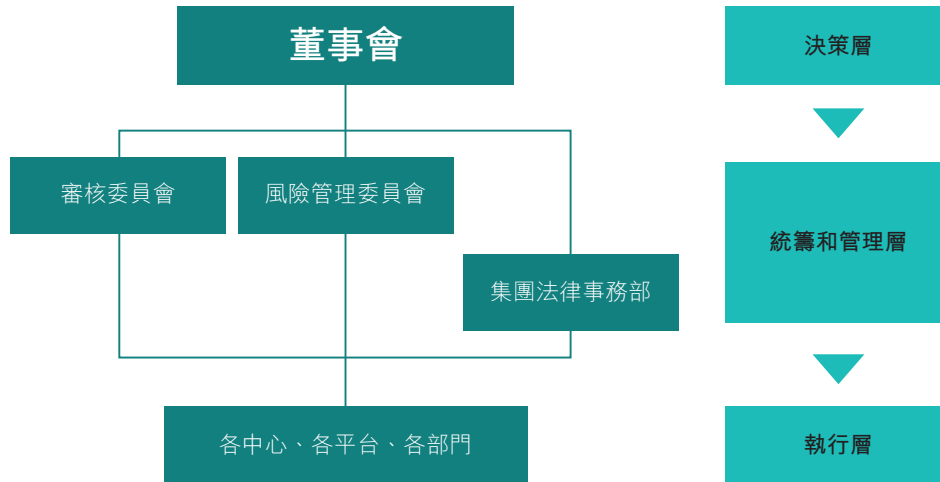 董事會
決策層
審核委員會
風險管理委員會
統籌和管理層
集團法律事務部
各中心、各平台、各部門
執行層